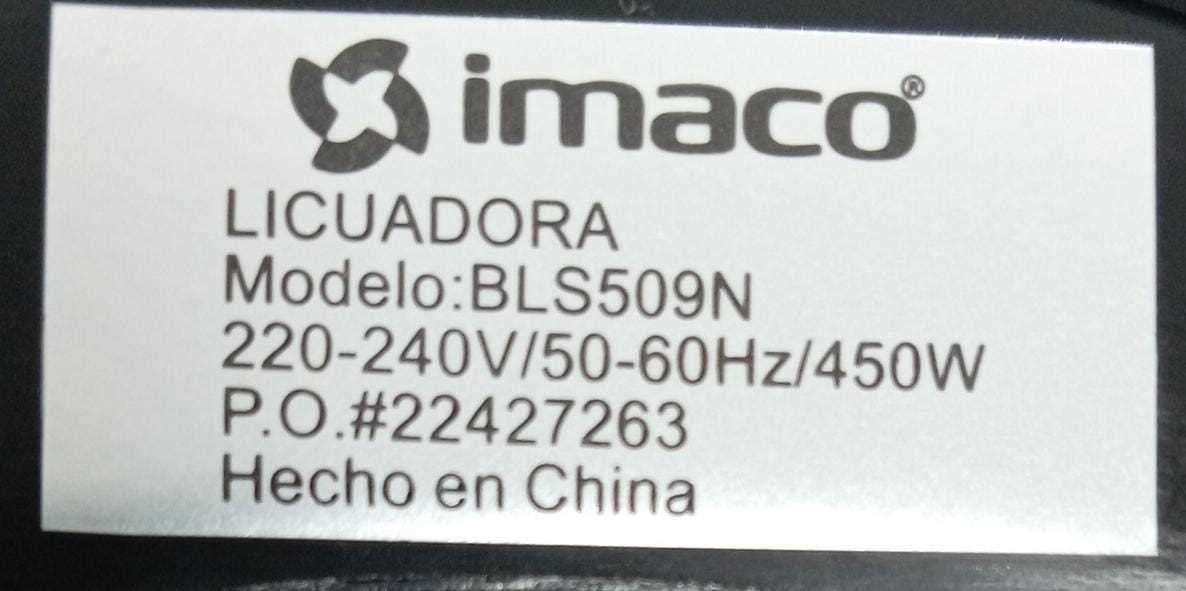 imaco®
LICUADORA
Modelo:BLS509N
220-240V/50-60Hz/450W
P.O.#22427263
Hecho en China